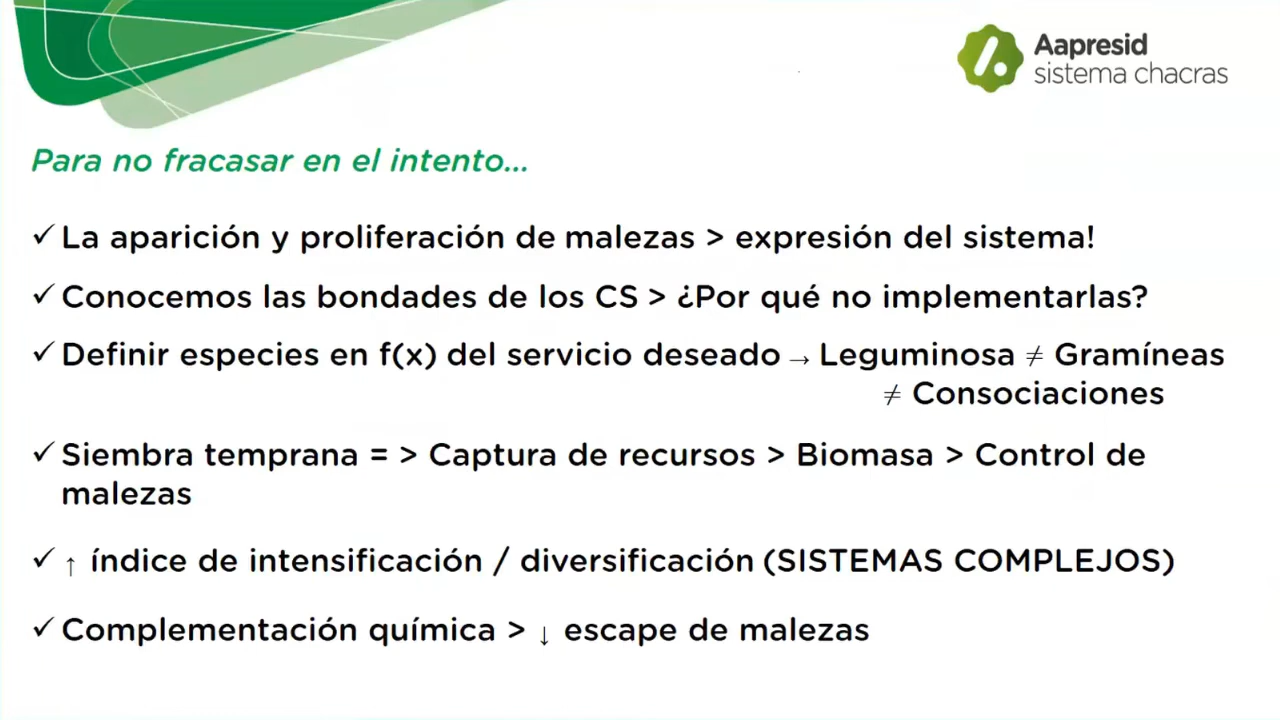 Aapresid
sistema chacras
Para no fracasar en el intento...
✓ La aparición y proliferación de malezas > expresión del sistema!
✓ Conocemos las bondades de los CS > ¿Por qué no implementarlas?
✓ Definir especies en f(x) del servicio deseado → Leguminosa ≠ Gramíneas
≠ Consociaciones
✓ Siembra temprana = > Captura de recursos > Biomasa > Control de
malezas
✓ ↑ índice de intensificación / diversificación (SISTEMAS COMPLEJOS)
✓ Complementación química > ↓ escape de malezas